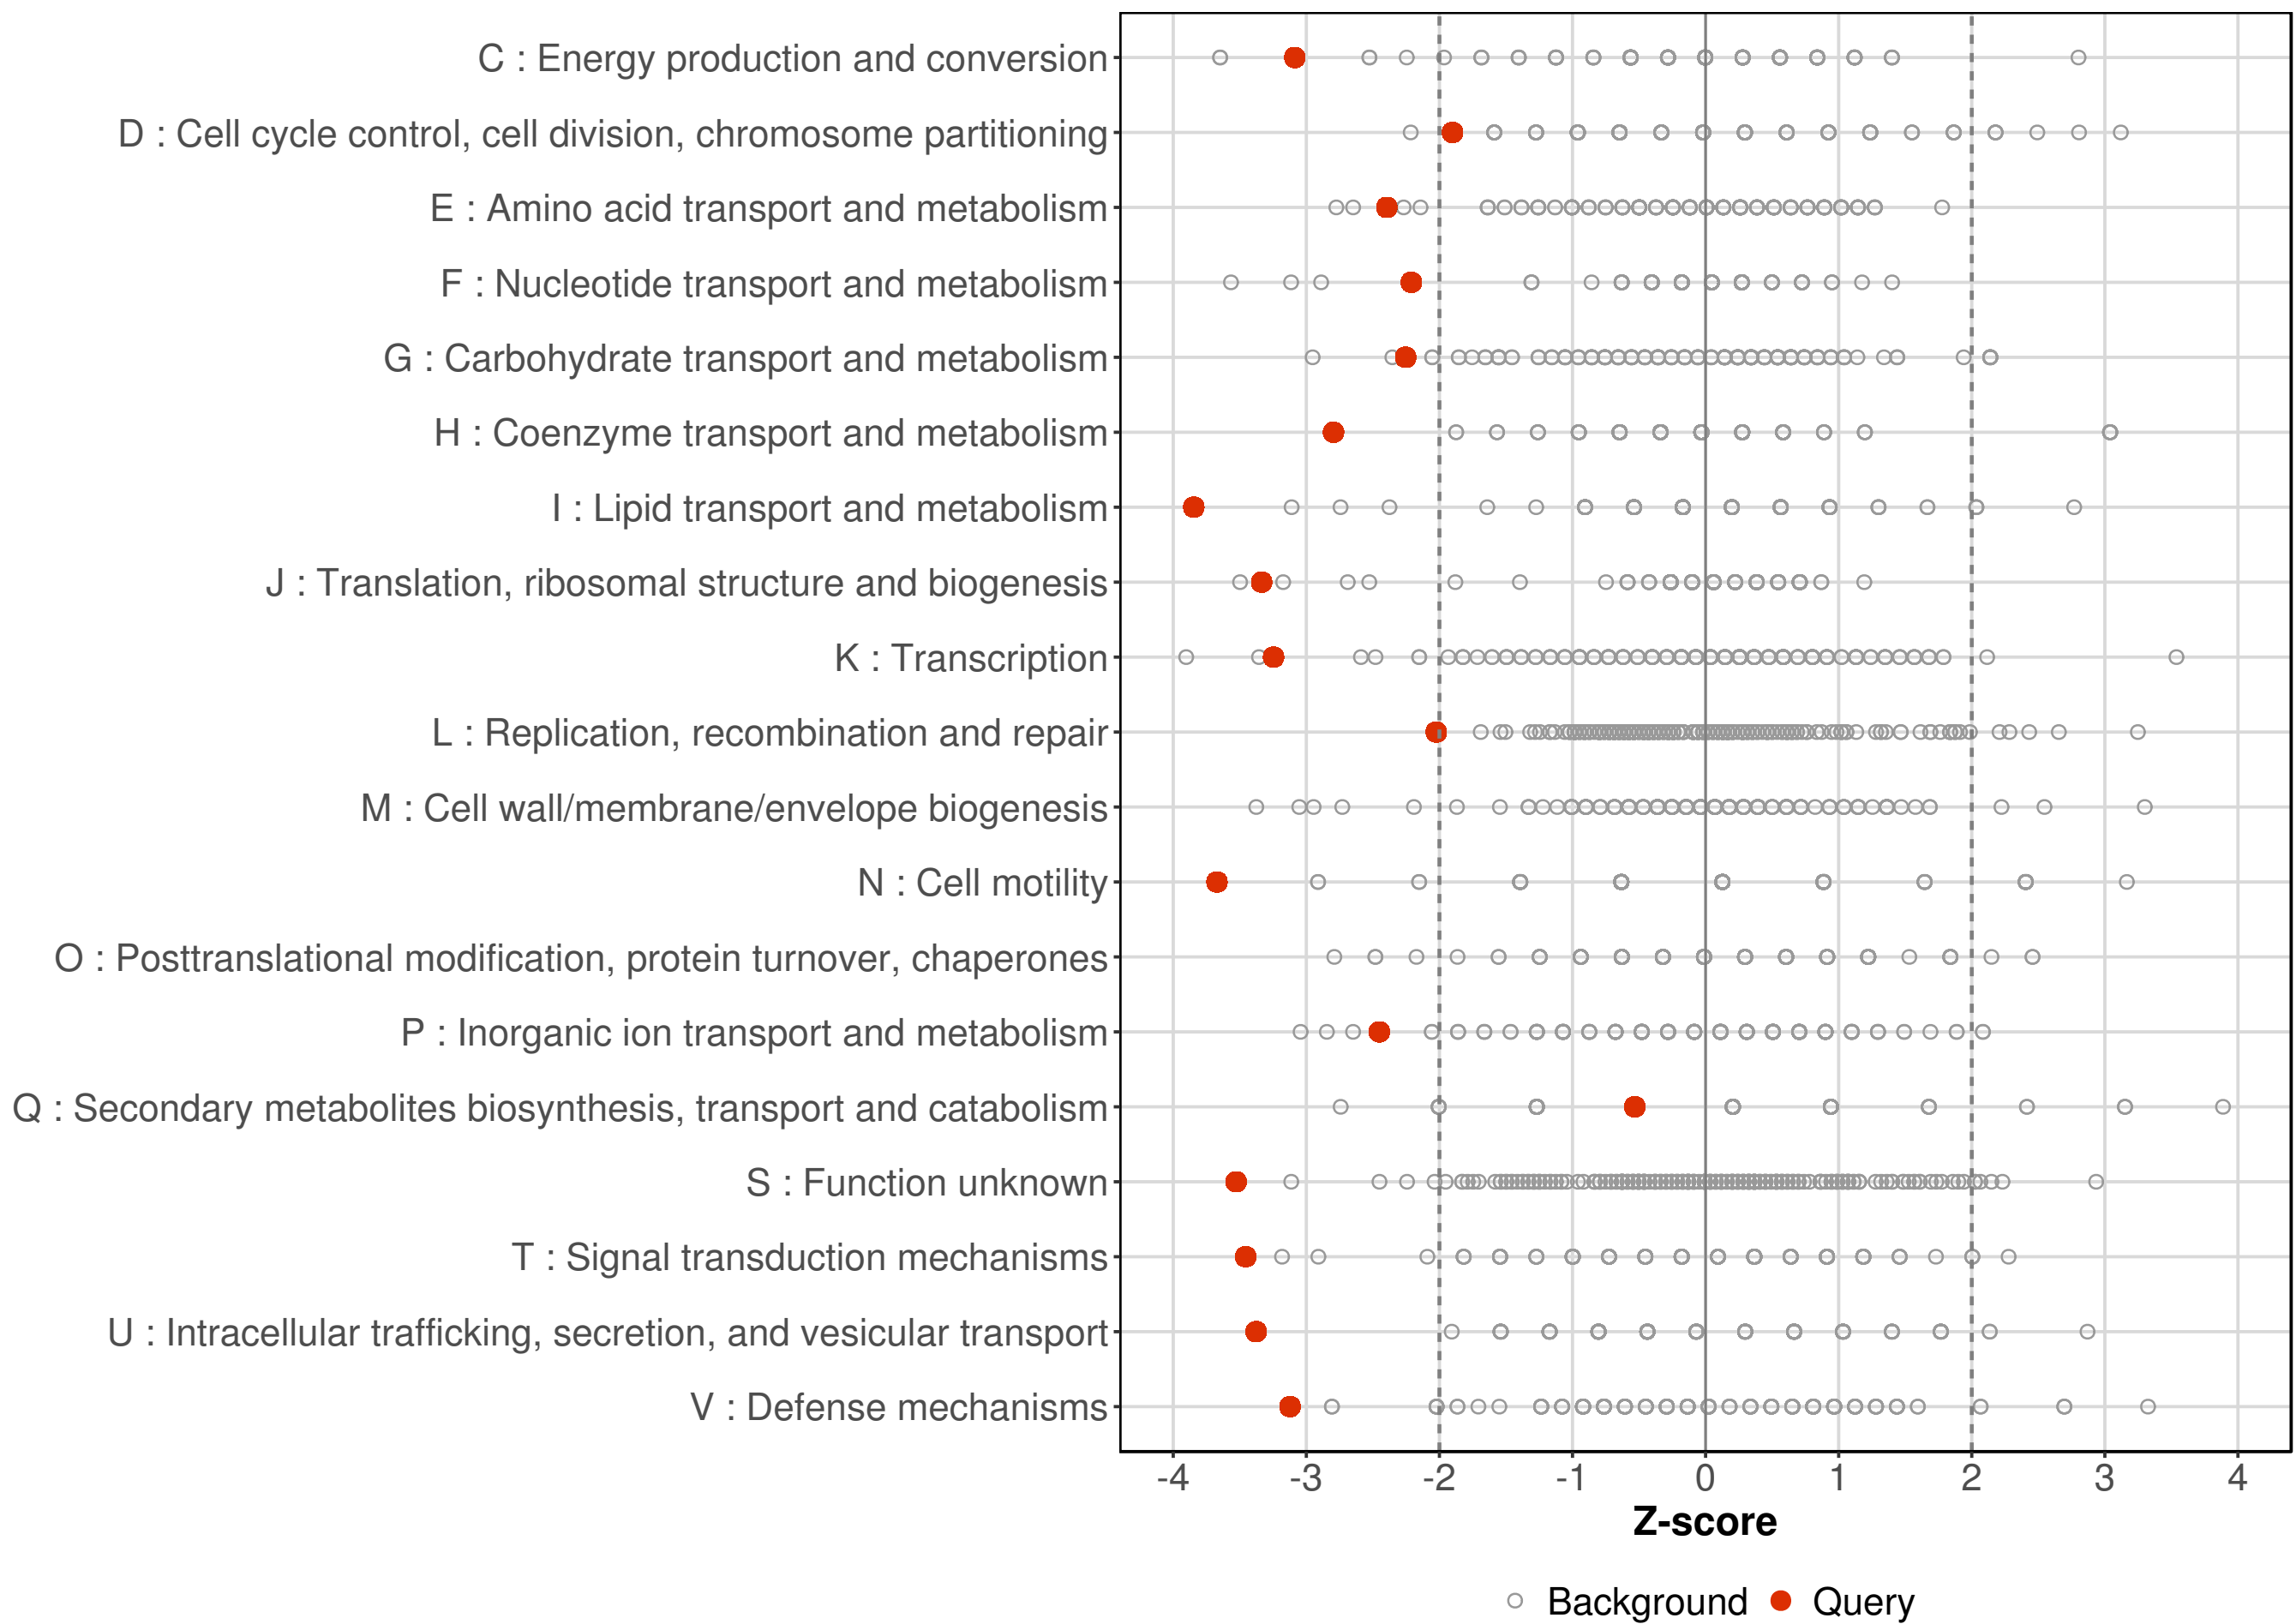 C : Energy production and conversion
D : Cell cycle control, cell division, chromosome partitioning
E : Amino acid transport and metabolism
F : Nucleotide transport and metabolism
G : Carbohydrate transport and metabolism
H : Coenzyme transport and metabolism
I : Lipid transport and metabolism
J : Translation, ribosomal structure and biogenesis
K : Transcription
L : Replication, recombination and repair
M : Cell wall/membrane/envelope biogenesis
N : Cell motility
O : Posttranslational modification, protein turnover, chaperones
P : Inorganic ion transport and metabolism
Q : Secondary metabolites biosynthesis, transport and catabolism
S : Function unknown
T : Signal transduction mechanisms
U : Intracellular trafficking, secretion, and vesicular transport
V : Defense mechanisms
-4 -3 -2 -1 0 1 2 3 4
Z-score
Background Query